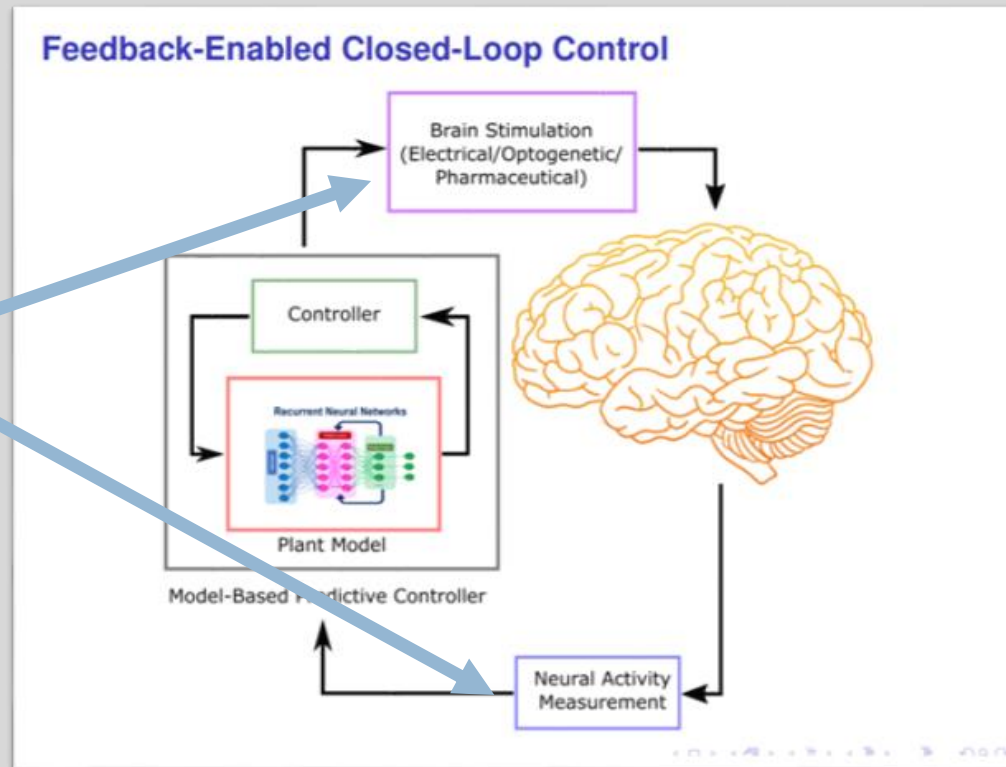 Feedback-Enabled Closed-Loop Control
Brain Stimulation
(Electrical/Optogenetic/
Pharmaceutical)
Controller
Recurrent Neural Networks
Plant Model
Model-Based Predictive Controller
Neural Activity
Measurement